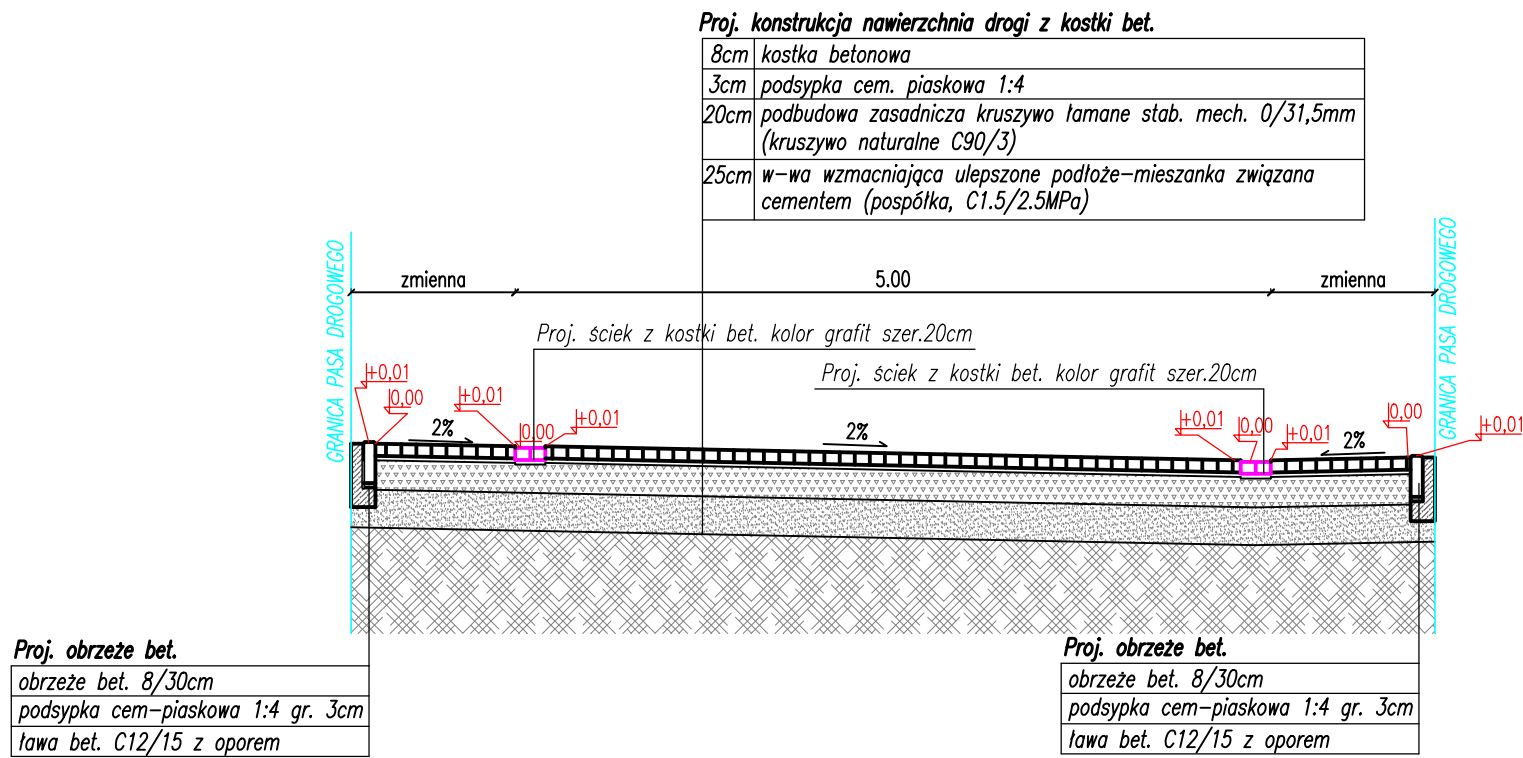 Proj. konstrukcja nawierzchnia drogi z kostki bet.
8cm kostka betonowa
3cm podsypka cem. piaskowa 1:4
20cm podbudowa zasadnicza kruszywo łamane stab. mech. 0/31,5mm
(kruszywo naturalne C90/3)
25cm w-wa wzmacniająca ulepszone podłoże-mieszanka związana
cementem (pospółka, C1.5/2.5MPa)
GRANICA PASA DROGOWEGO
zmienna
5.00
zmienna
GRANICA PASA DROGOWEGO
Proj. ściek z kostki bet. kolor grafit szer.20cm
Proj. ściek z kostki bet. kolor grafit szer.20cm
+0,01
0,00
+0,01
0,00
+0,01
+0,01
0,00
+0,01
0,00
+0,01
2%
2%
2%
Proj. obrzeże bet.
obrzeże bet. 8/30cm
podsypka cem-piaskowa 1:4 gr. 3cm
ława bet. C12/15 z oporem
Proj. obrzeże bet.
obrzeże bet. 8/30cm
podsypka cem-piaskowa 1:4 gr. 3cm
ława bet. C12/15 z oporem